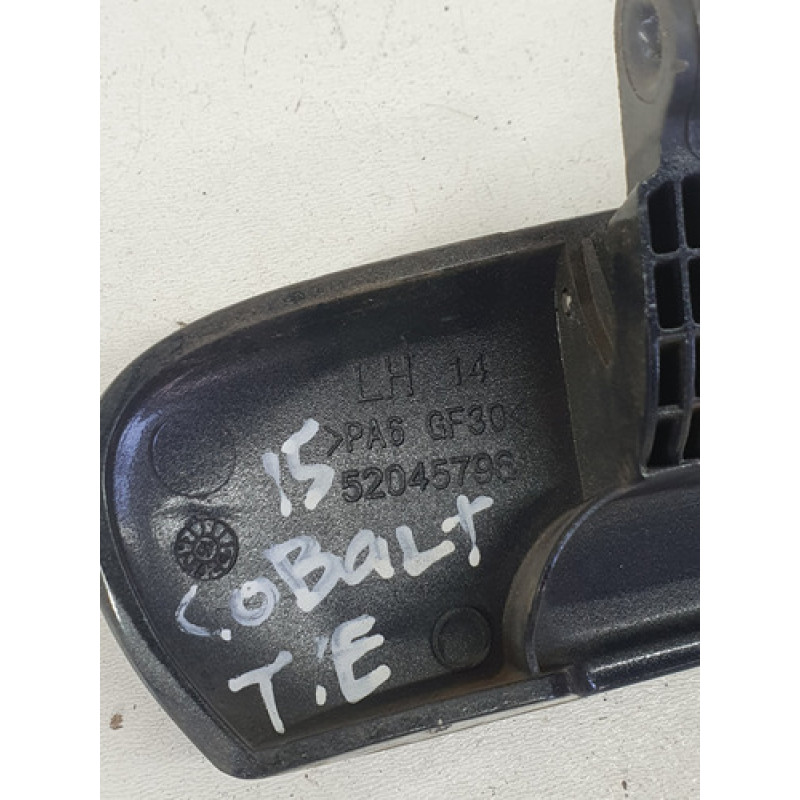 LH 14
>PA6 GF30<
52045796
15
COBALT
T.E